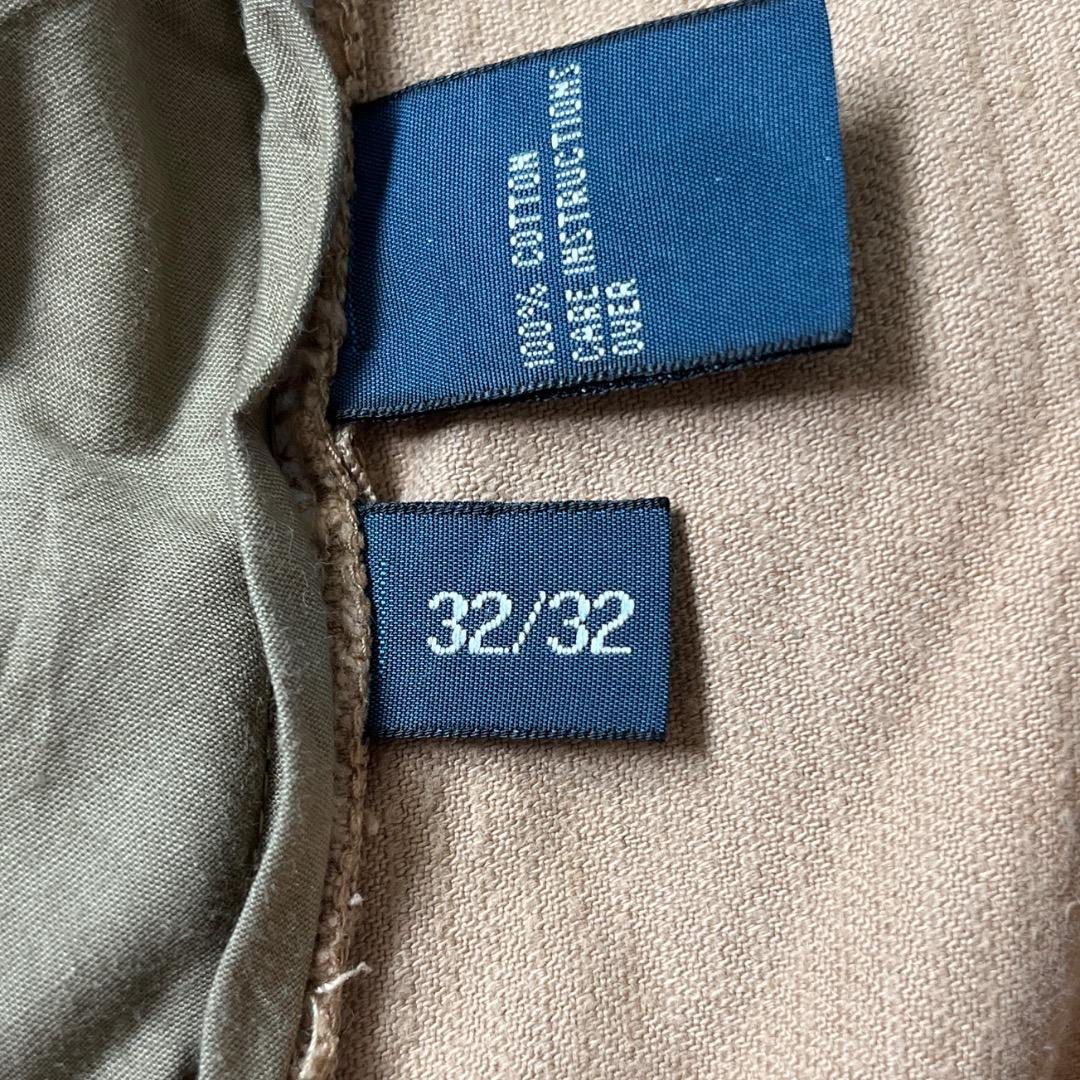 100% COTTON
CARE INSTRUCTIONS
OVER
32/32